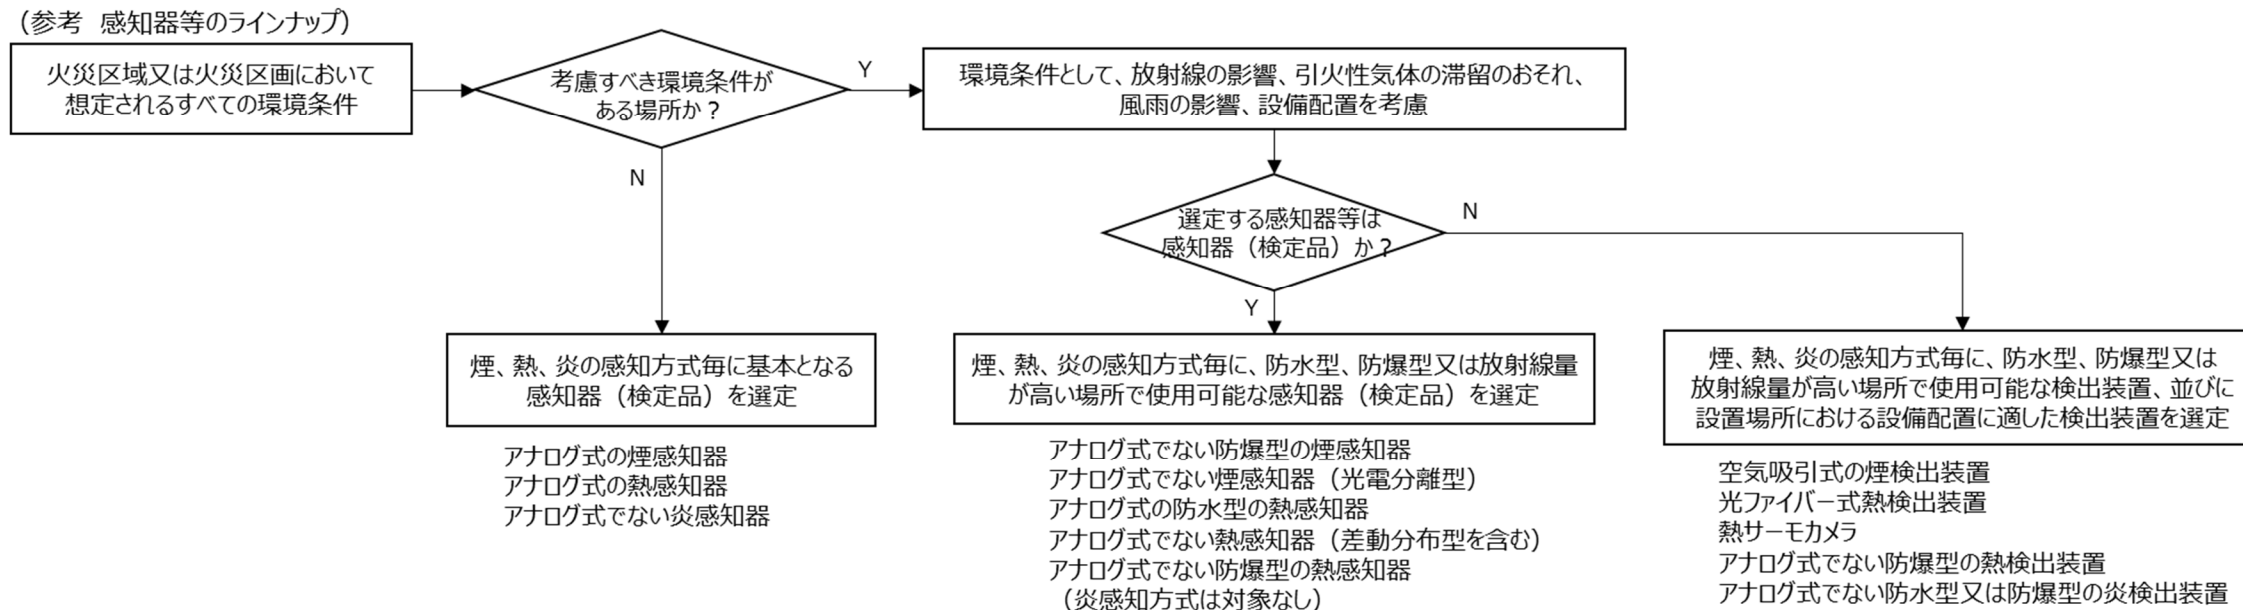 （参考　感知器等のラインナップ）
火災区域又は火災区画において
想定されるすべての環境条件
考慮すべき環境条件が
ある場所か？
Y
環境条件として、放射線の影響、引火性気体の滞留のおそれ、
風雨の影響、設備配置を考慮
N
選定する感知器等は
感知器（検定品）か？
N
Y
煙、熱、炎の感知方式毎に基本となる
感知器（検定品）を選定
アナログ式の煙感知器
アナログ式の熱感知器
アナログ式でない炎感知器
煙、熱、炎の感知方式毎に、防水型、防爆型又は放射線量
が高い場所で使用可能な感知器（検定品）を選定
アナログ式でない防爆型の煙感知器
アナログ式でない煙感知器（光電分離型）
アナログ式の防水型の熱感知器
アナログ式でない熱感知器（差動分布型を含む）
アナログ式でない防爆型の熱感知器
（炎感知方式は対象なし）
煙、熱、炎の感知方式毎に、防水型、防爆型又は
放射線量が高い場所で使用可能な検出装置、並びに
設置場所における設備配置に適した検出装置を選定
空気吸引式の煙検出装置
光ファイバー式熱検出装置
熱サーモカメラ
アナログ式でない防爆型の熱検出装置
アナログ式でない防水型又は防爆型の炎検出装置